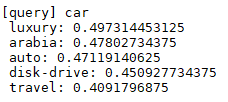 [query] car
luxury: 0.497314453125
arabia: 0.47802734375
auto: 0.47119140625
disk-drive: 0.450927734375
travel: 0.4091796875